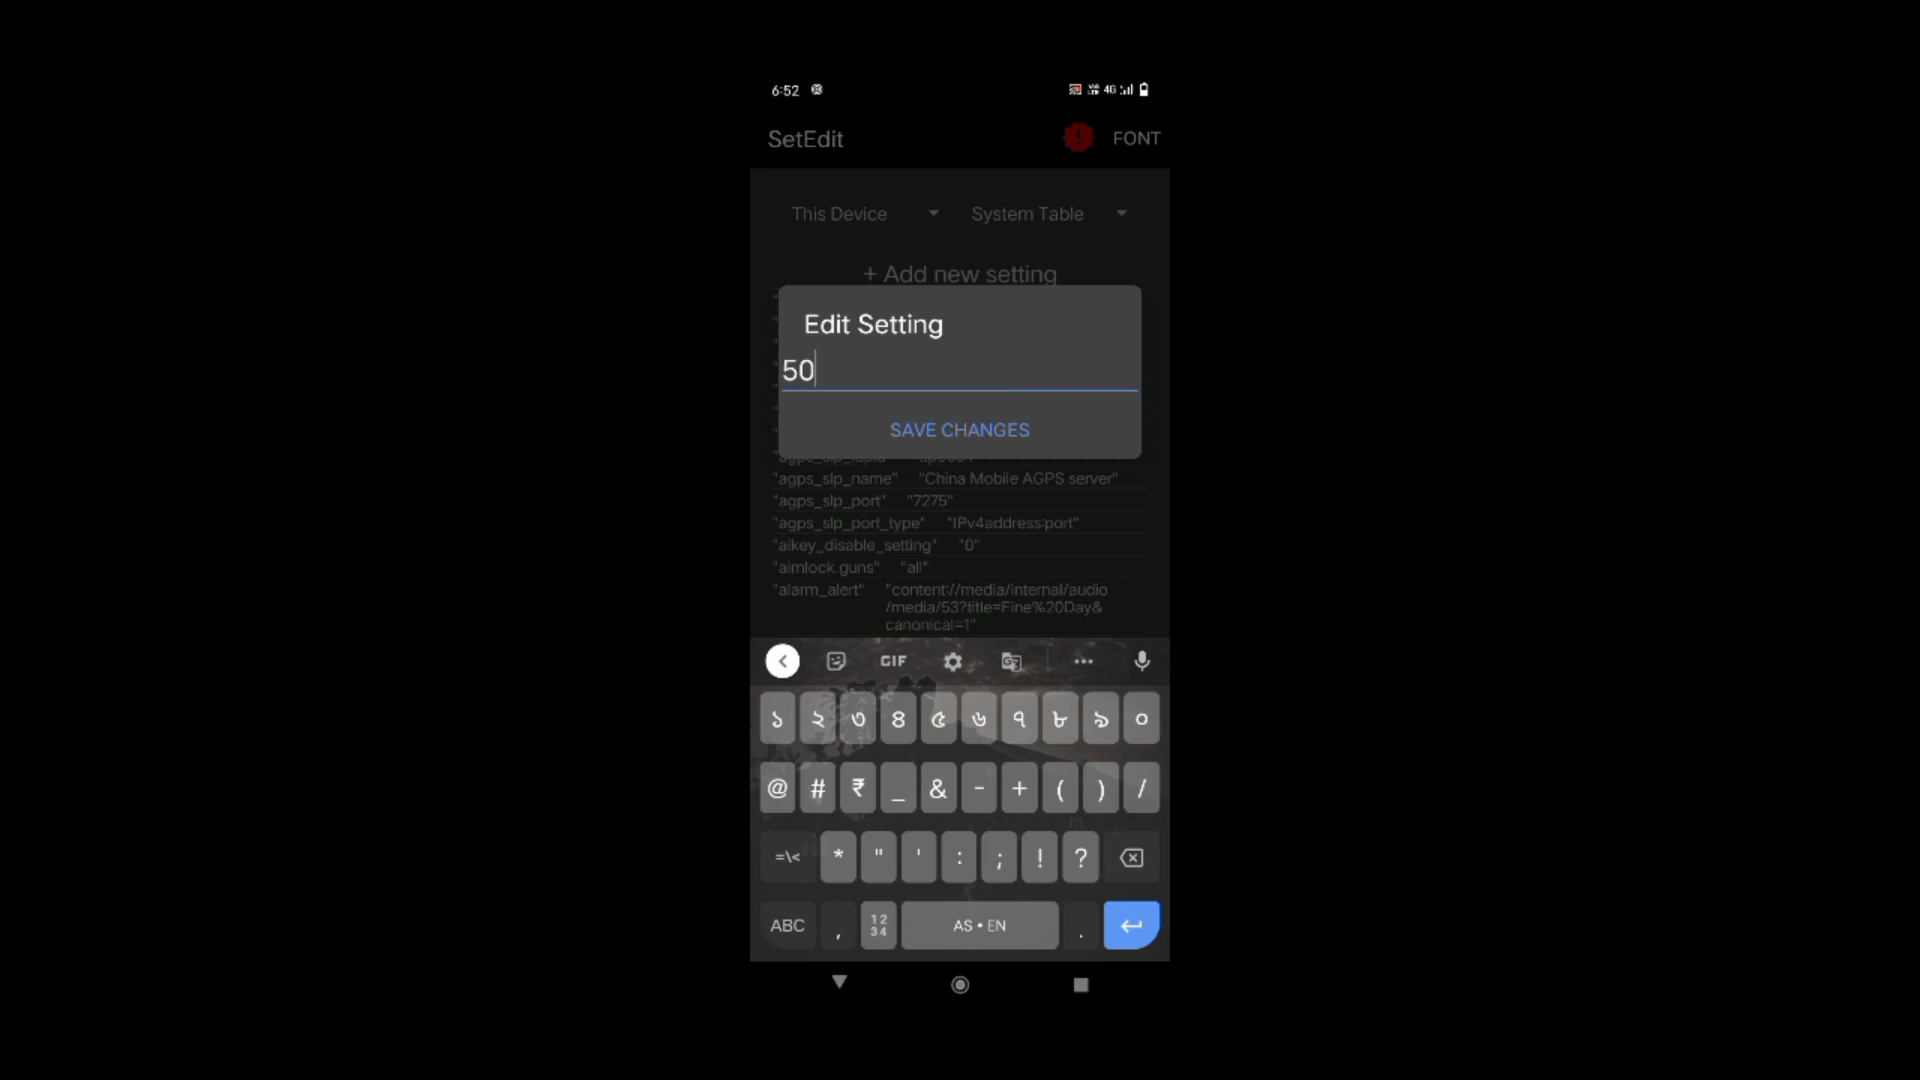 6:52 4G
SetEdit FONT
This Device System Table
+ Add new setting
Edit Setting
50
SAVE CHANGES
"agps_slp_name" "China Mobile AGPS server"
"agps_slp_port" "7275"
"agps_slp_port_type" "IPv4address:port"
"aikey_disable_setting" "0"
"aimlock.guns" "all"
"alarm_alert" "content://media/internal/audio
/media/53?title=Fine%20Day&
canonical=1"
GIF
১ ২ ৩ ৪ ৫ ৬ ৭ ৮ ৯ ০
@ # ₹ _ & - + ( ) /
=\< * " ' : ; ! ?
ABC , 12 34 AS • EN .